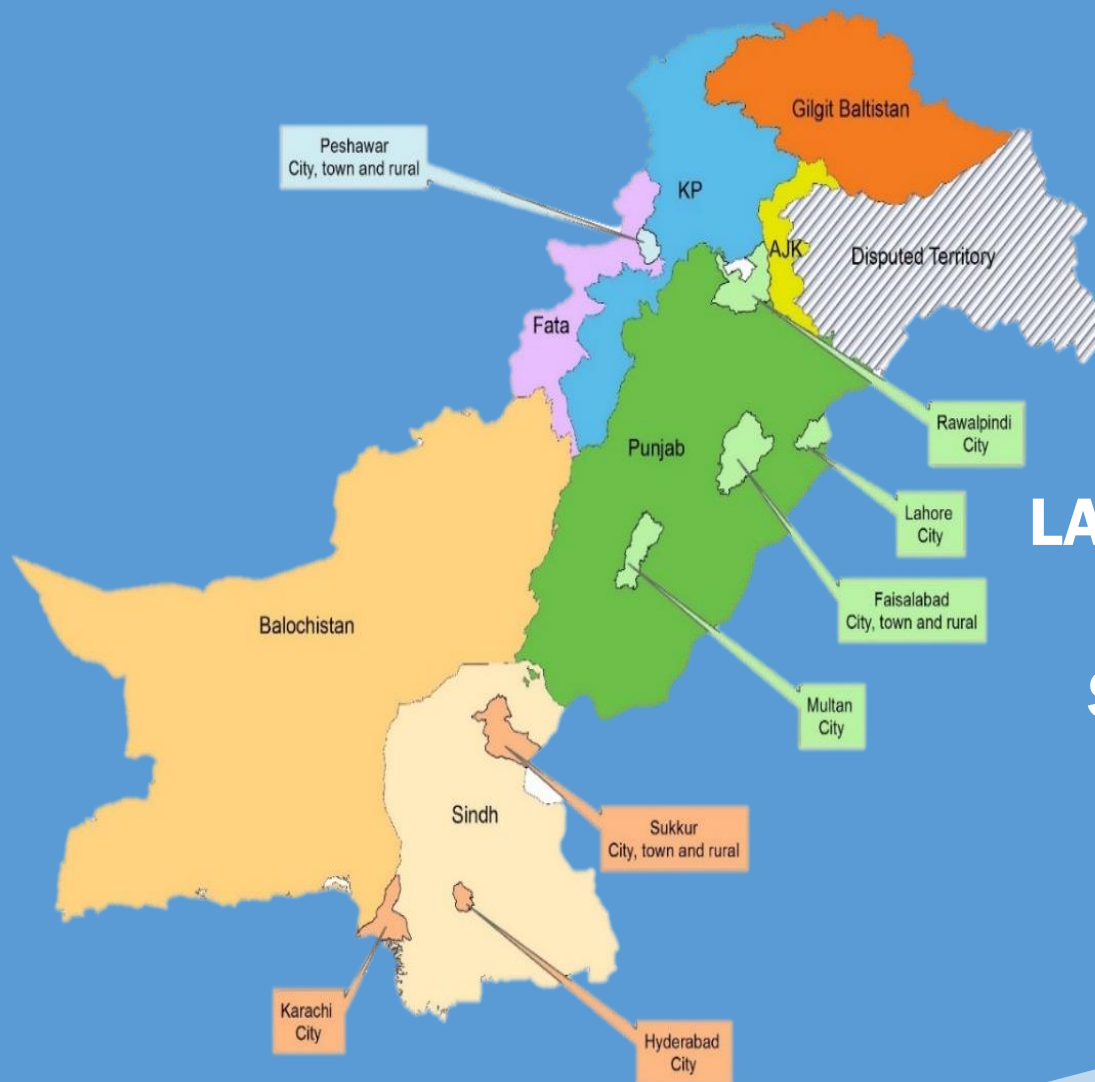 Gilgit Baltistan
Peshawar
City, town and rural
KP
AJK
Disputed Territory
Fata
Rawalpindi
City
Punjab
Lahore
City
LA
Faisalabad
City, town and rural
Balochistan
S
Multan
City
Sindh
Sukkur
City, town and rural
Karachi
City
Hyderabad
City